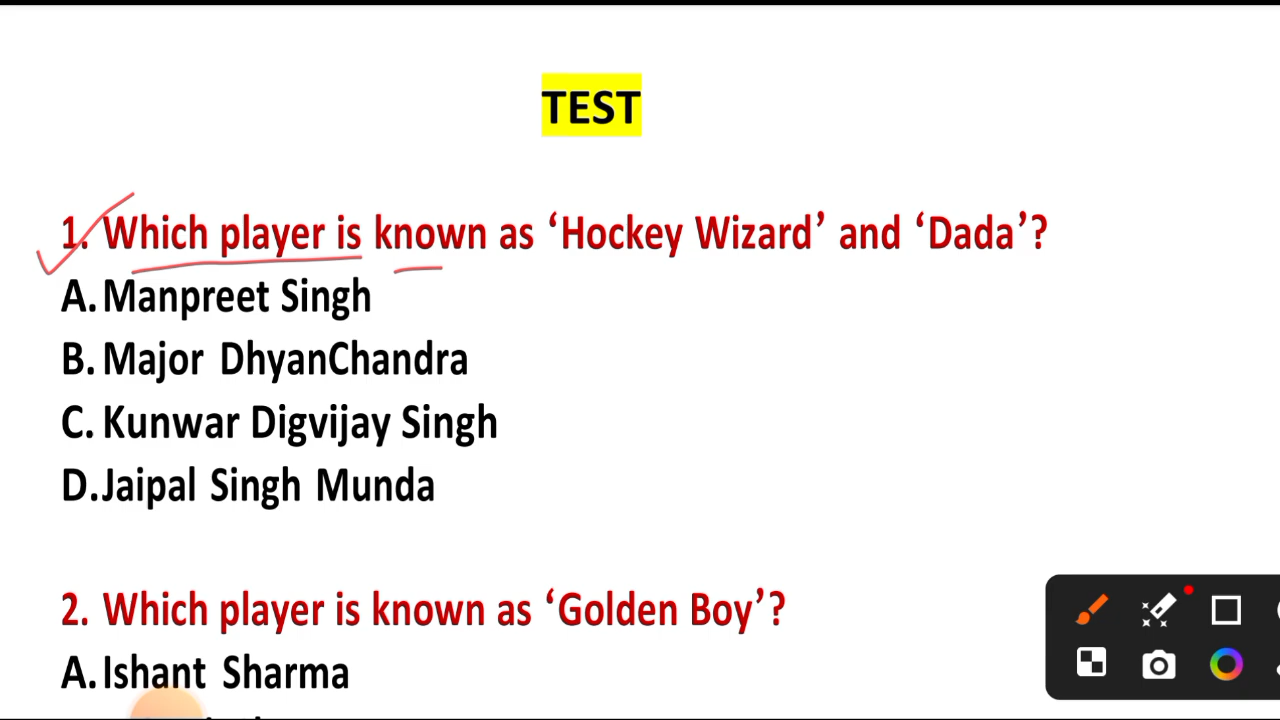 TEST
1. Which player is known as ‘Hockey Wizard’ and ‘Dada’?
A. Manpreet Singh
B. Major DhyanChandra
C. Kunwar Digvijay Singh
D. Jaipal Singh Munda
2. Which player is known as ‘Golden Boy’?
A. Ishant Sharma